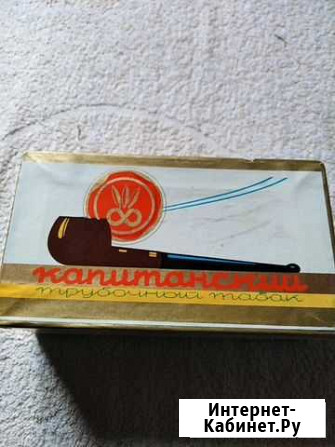 капитанский
трубочный табак
Интернет-
Кабинет.Ру